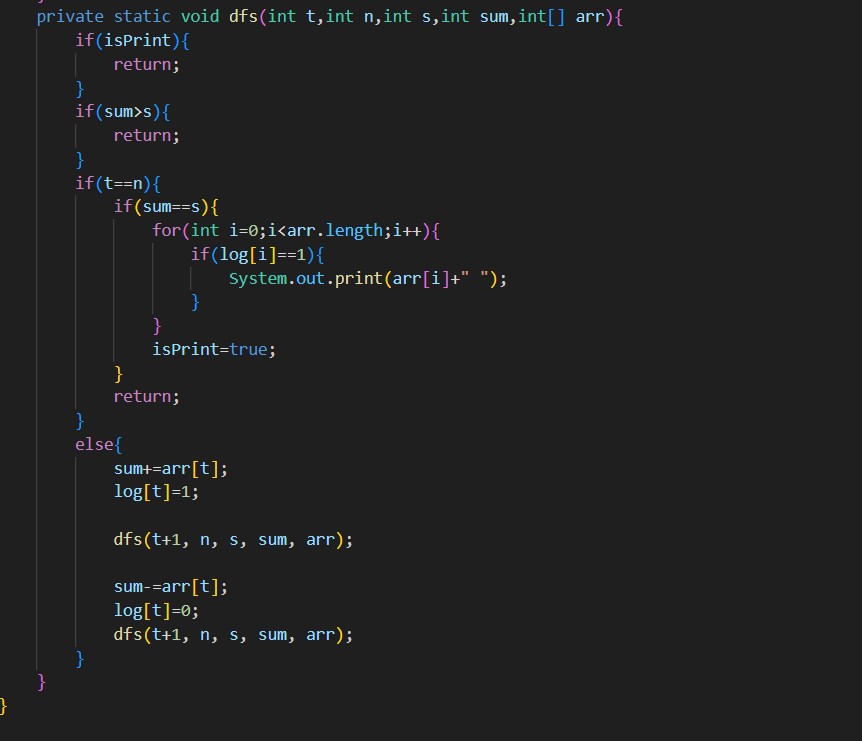 private static void dfs(int t,int n,int s,int sum,int[] arr){
if(isPrint){
return;
}
if(sum>s){
return;
}
if(t==n){
if(sum==s){
for(int i=0;i<arr.length;i++){
if(log[i]==1){
System.out.print(arr[i]+" ");
}
}
isPrint=true;
}
return;
}
else{
sum+=arr[t];
log[t]=1;
dfs(t+1, n, s, sum, arr);
sum-=arr[t];
log[t]=0;
dfs(t+1, n, s, sum, arr);
}
}
}